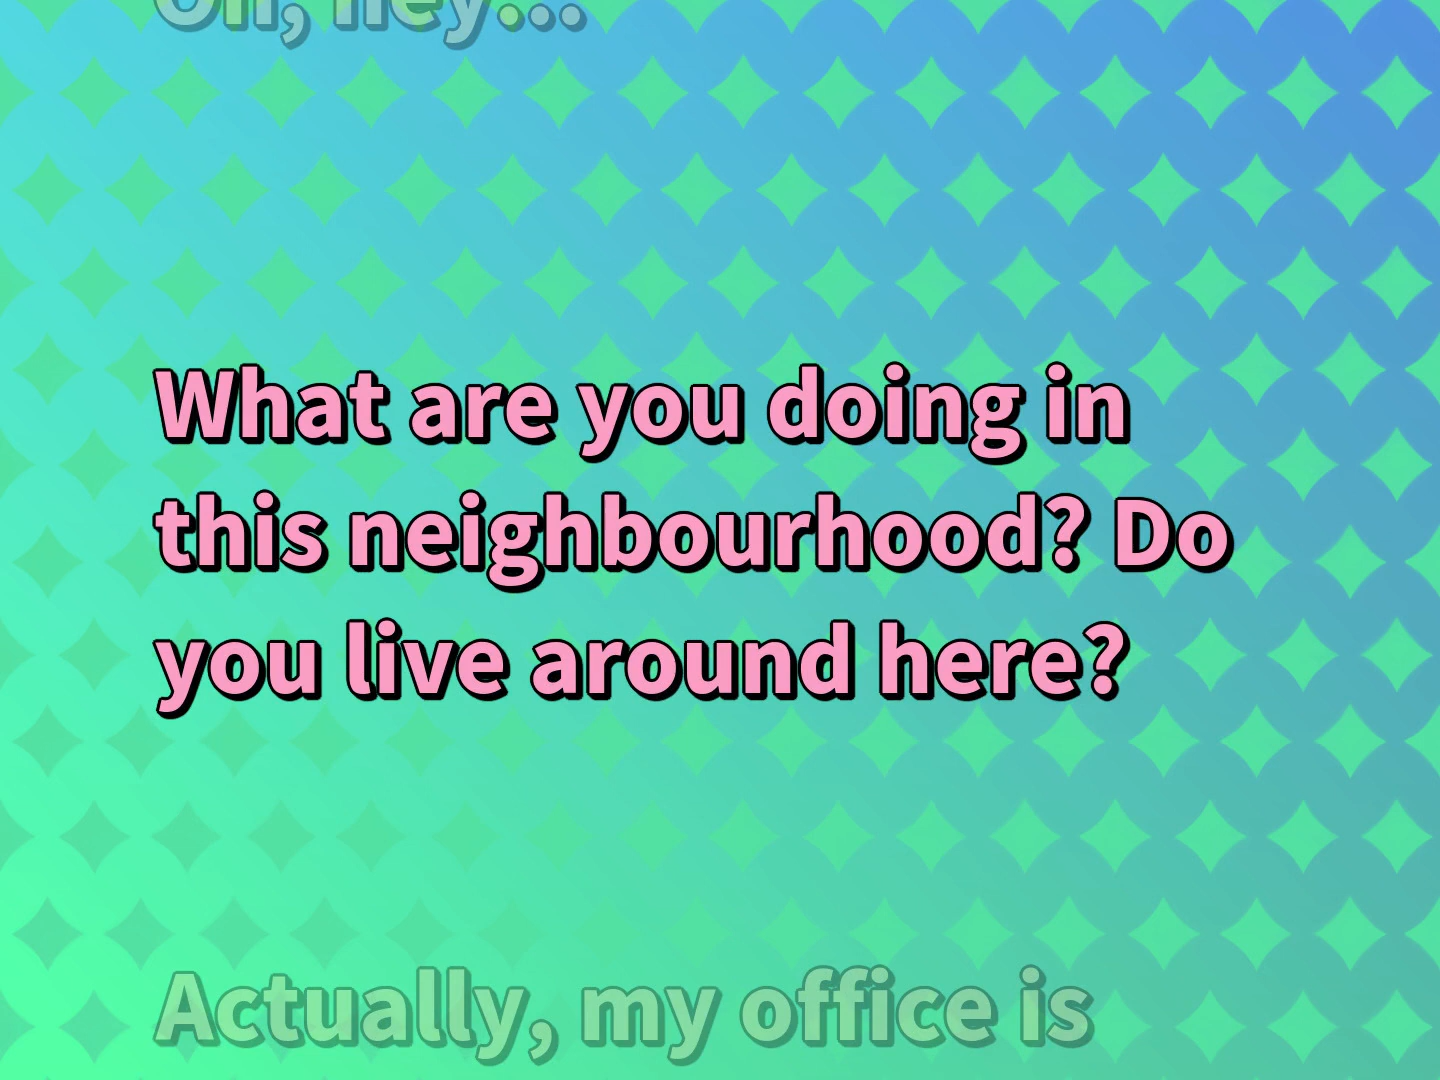 Oh, hey...
What are you doing in
this neighbourhood? Do
you live around here?
Actually, my office is